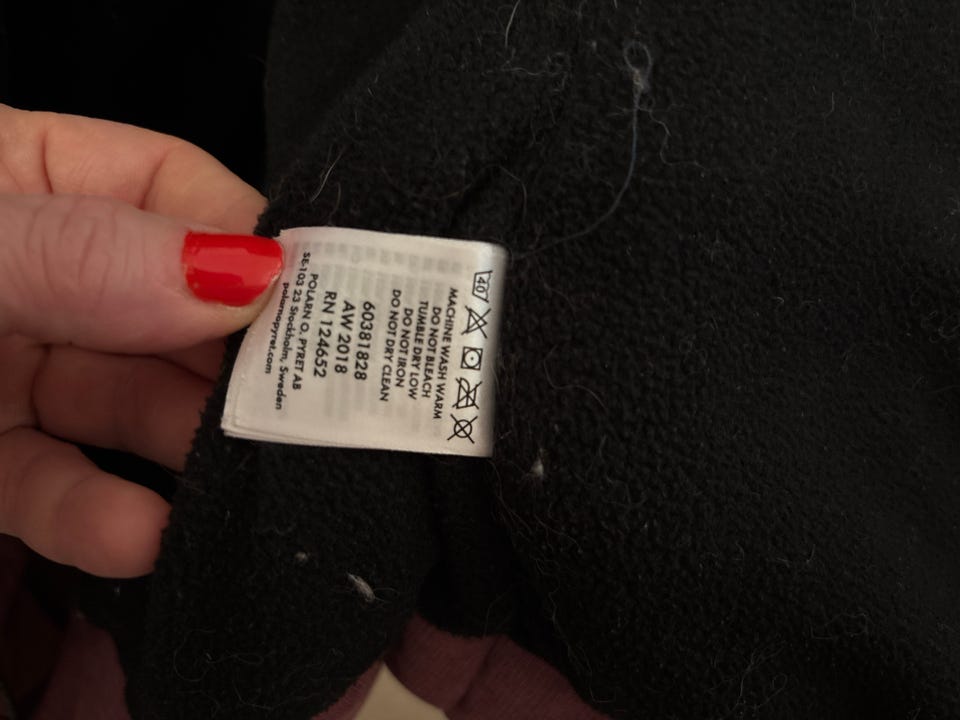 40
MACHINE WASH WARM
DO NOT BLEACH
TUMBLE DRY LOW
DO NOT IRON
DO NOT DRY CLEAN
60381828
AW 2018
RN 124652
POLARN O. PYRET AB
SE-103 23 Stockholm, Sweden
polarnopyret.com